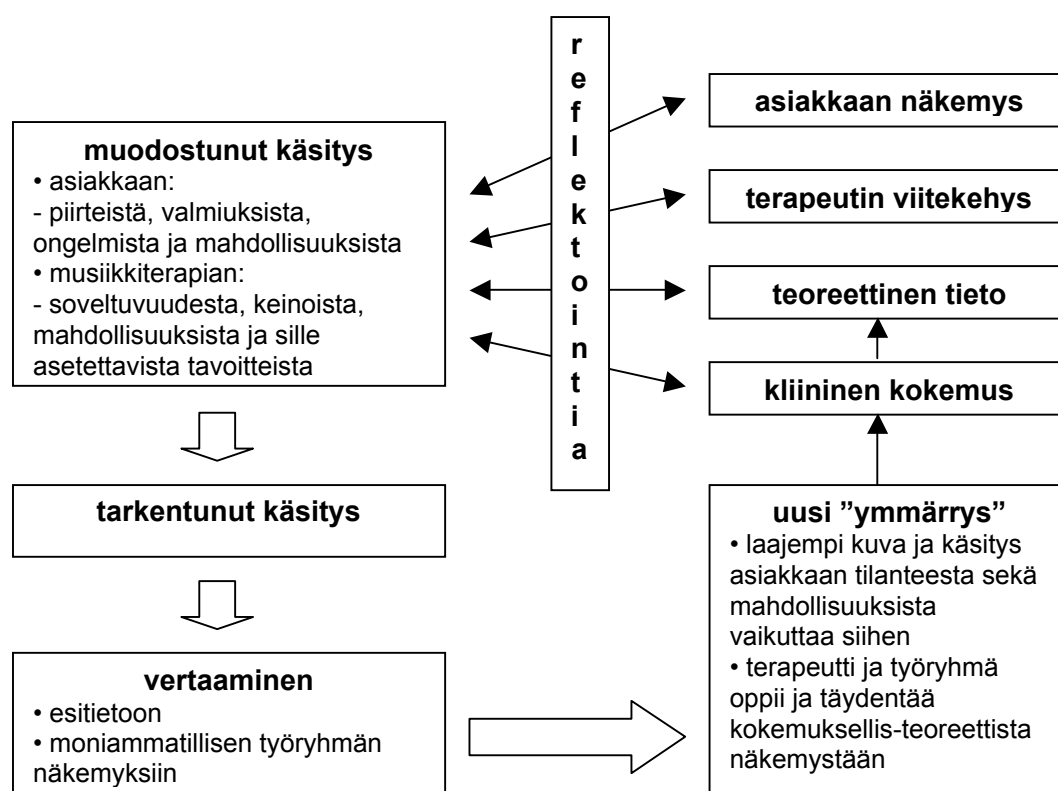 muodostunut käsitys
• asiakkaan:
- piirteistä, valmiuksista,
ongelmista ja mahdollisuuksista
• musiikkiterapian:
- soveltuvuudesta, keinoista,
mahdollisuuksista ja sille
asetettavista tavoitteista
tarkentunut käsitys
vertaaminen
• esitietoon
• moniammatillisen työryhmän
näkemyksiin
r
e
f
l
e
k
t
o
i
n
t
i
a
asiakkaan näkemys
terapeutin viitekehys
teoreettinen tieto
kliininen kokemus
uusi ”ymmärrys”
• laajempi kuva ja käsitys
asiakkaan tilanteesta sekä
mahdollisuuksista
vaikuttaa siihen
• terapeutti ja työryhmä
oppii ja täydentää
kokemuksellis-teoreettista
näkemystään